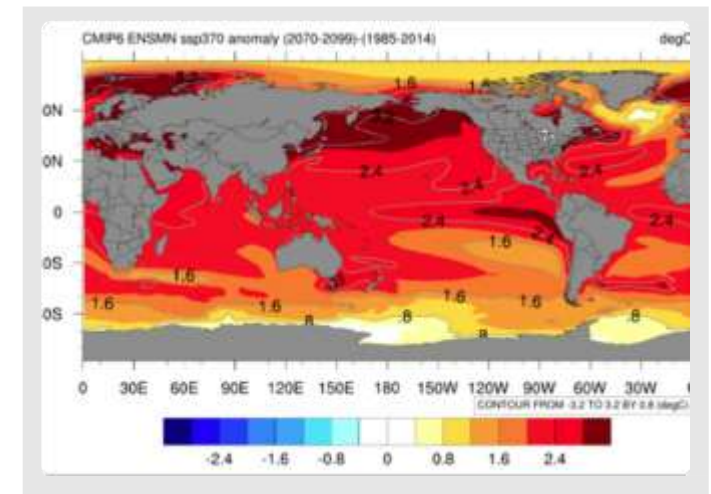 CMIP6 ENSMN ssp370 anomaly (2070-2099)-(1985-2014) degC
1.6 1.6
0N
0N
2.4 2.4
0 2.4 2.4 2.4
0S 1.6
1.6
0S 1.6 1.6 1.6 1.6
.8 .8 .8 .8
0 30E 60E 90E 120E 150E 180 150W 120W 90W 60W 30W
CONTOUR FROM -3.2 TO 3.2 BY 0.8 (degC)
-2.4 -1.6 -0.8 0 0.8 1.6 2.4